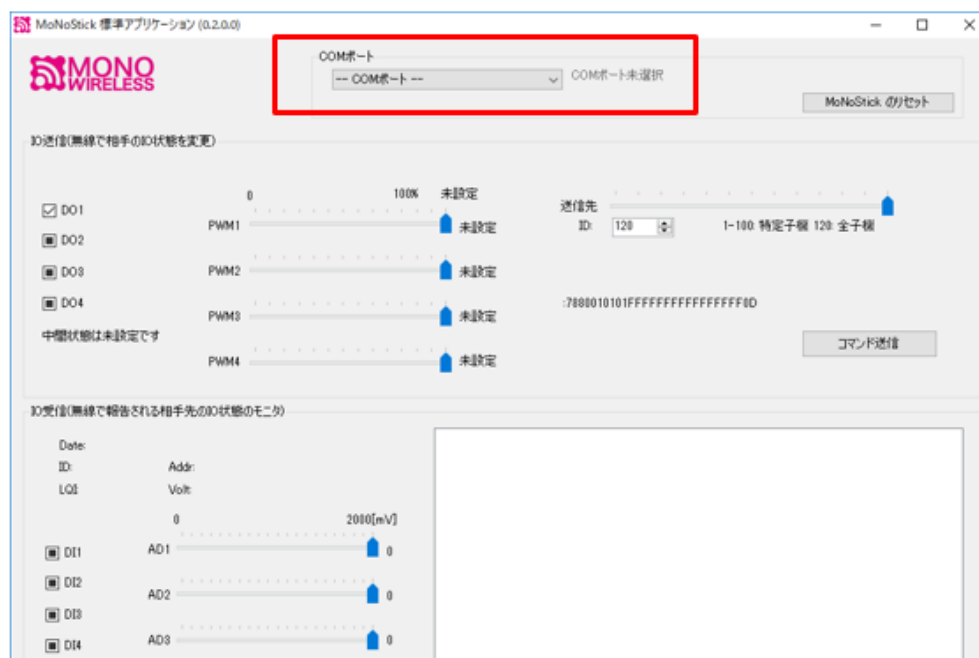 MoNoStick 標準アプリケーション (0.2.0.0)
MONO
WIRELESS
COMポート
-- COMポート --
COMポート未選択
MoNoStick のリセット
IO送信(無線で相手のIO状態を変更)
DO1
DO2
DO3
DO4
中間状態は未設定です
0
100%
未設定
PWM1
未設定
PWM2
未設定
PWM3
未設定
PWM4
未設定
送信先
ID:
120
1-100: 特定子機 120: 全子機
:7880010101FFFFFFFFFFFFFFFF0D
コマンド送信
IO受信(無線で報告される相手先のIO状態のモニタ)
Date:
ID:
Addr:
LQI:
Volt:
0
2000[mV]
DI1
AD1
0
DI2
AD2
0
DI3
DI4
AD3
0